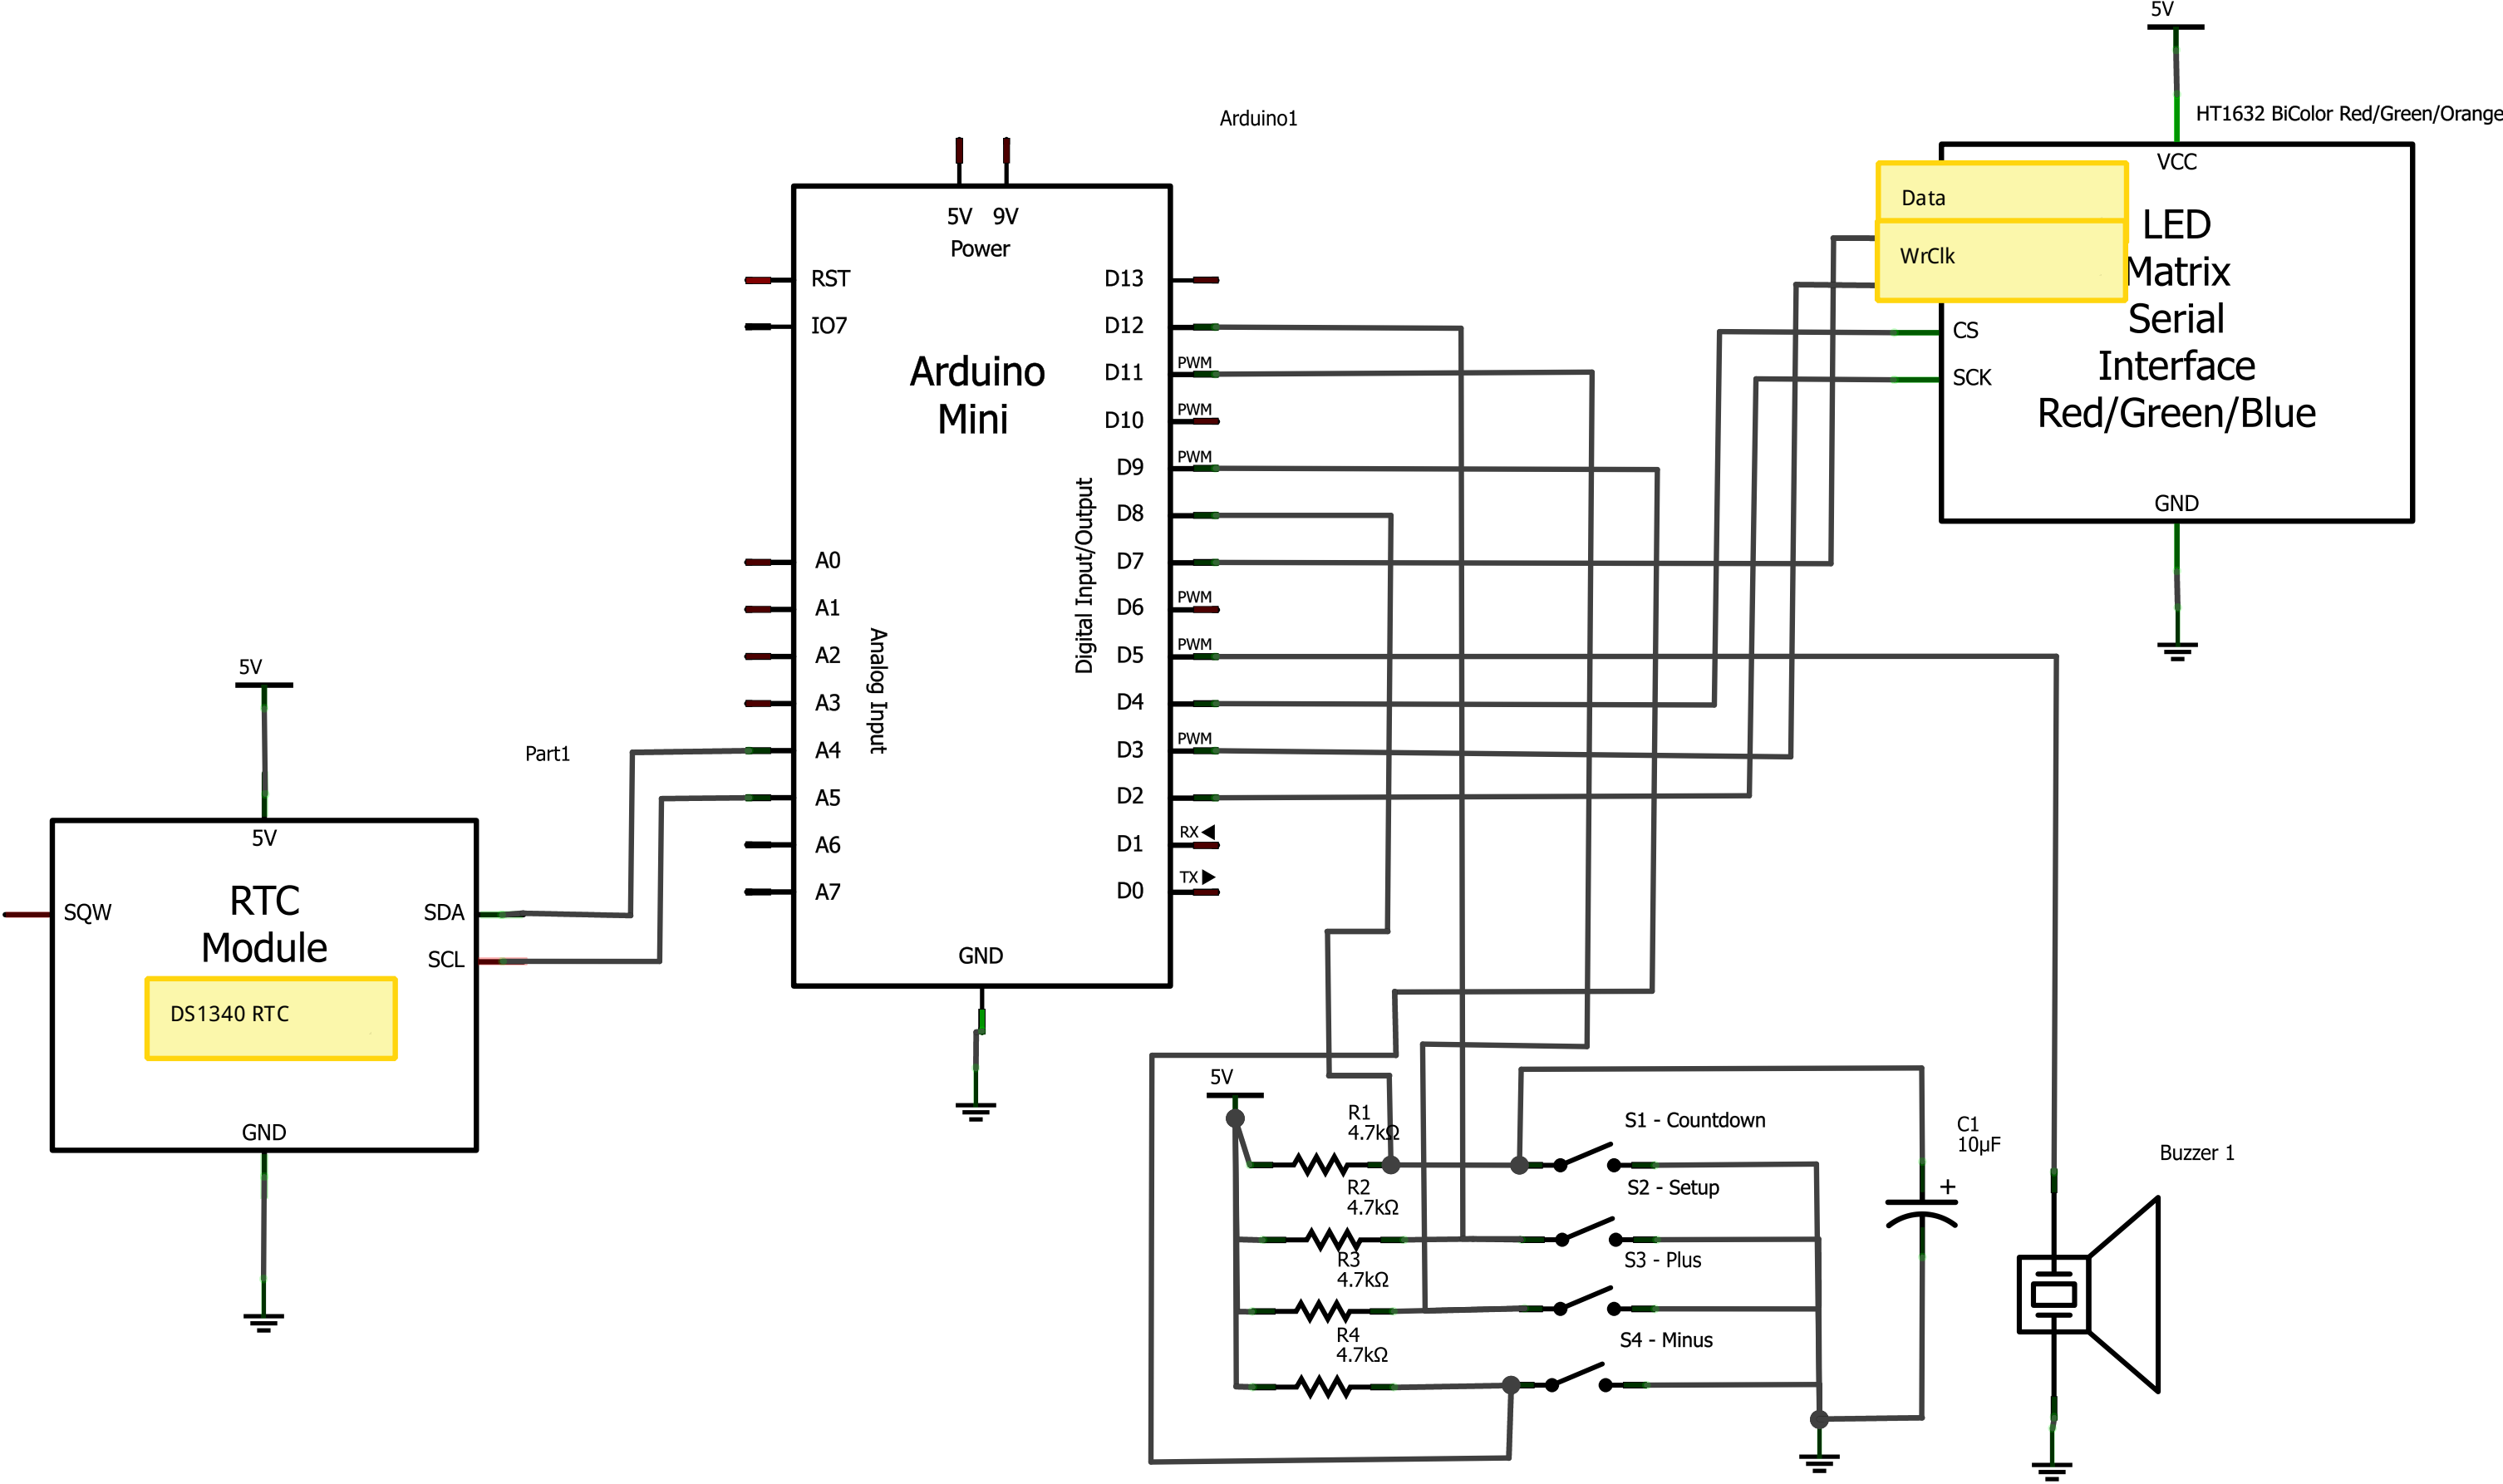 5V
HT1632 BiColor Red/Green/Orange
VCC
Data
WrClk
LED
Matrix
Serial
Interface
Red/Green/Blue
CS
SCK
GND
Arduino1
5V 9V
Power
RST
IO7
Arduino
Mini
A0
A1
A2
A3
A4
A5
A6
A7
Analog Input
Digital Input/Output
D13
D12
D11 PWM
D10 PWM
D9 PWM
D8
D7
D6 PWM
D5 PWM
D4
D3 PWM
D2
D1 RX
D0 TX
GND
Part1
5V
5V
RTC
Module
SQW
SDA
SCL
DS1340 RTC
GND
5V
R1
4.7kΩ
R2
4.7kΩ
R3
4.7kΩ
R4
4.7kΩ
S1 - Countdown
S2 - Setup
S3 - Plus
S4 - Minus
C1
10µF
+
Buzzer 1